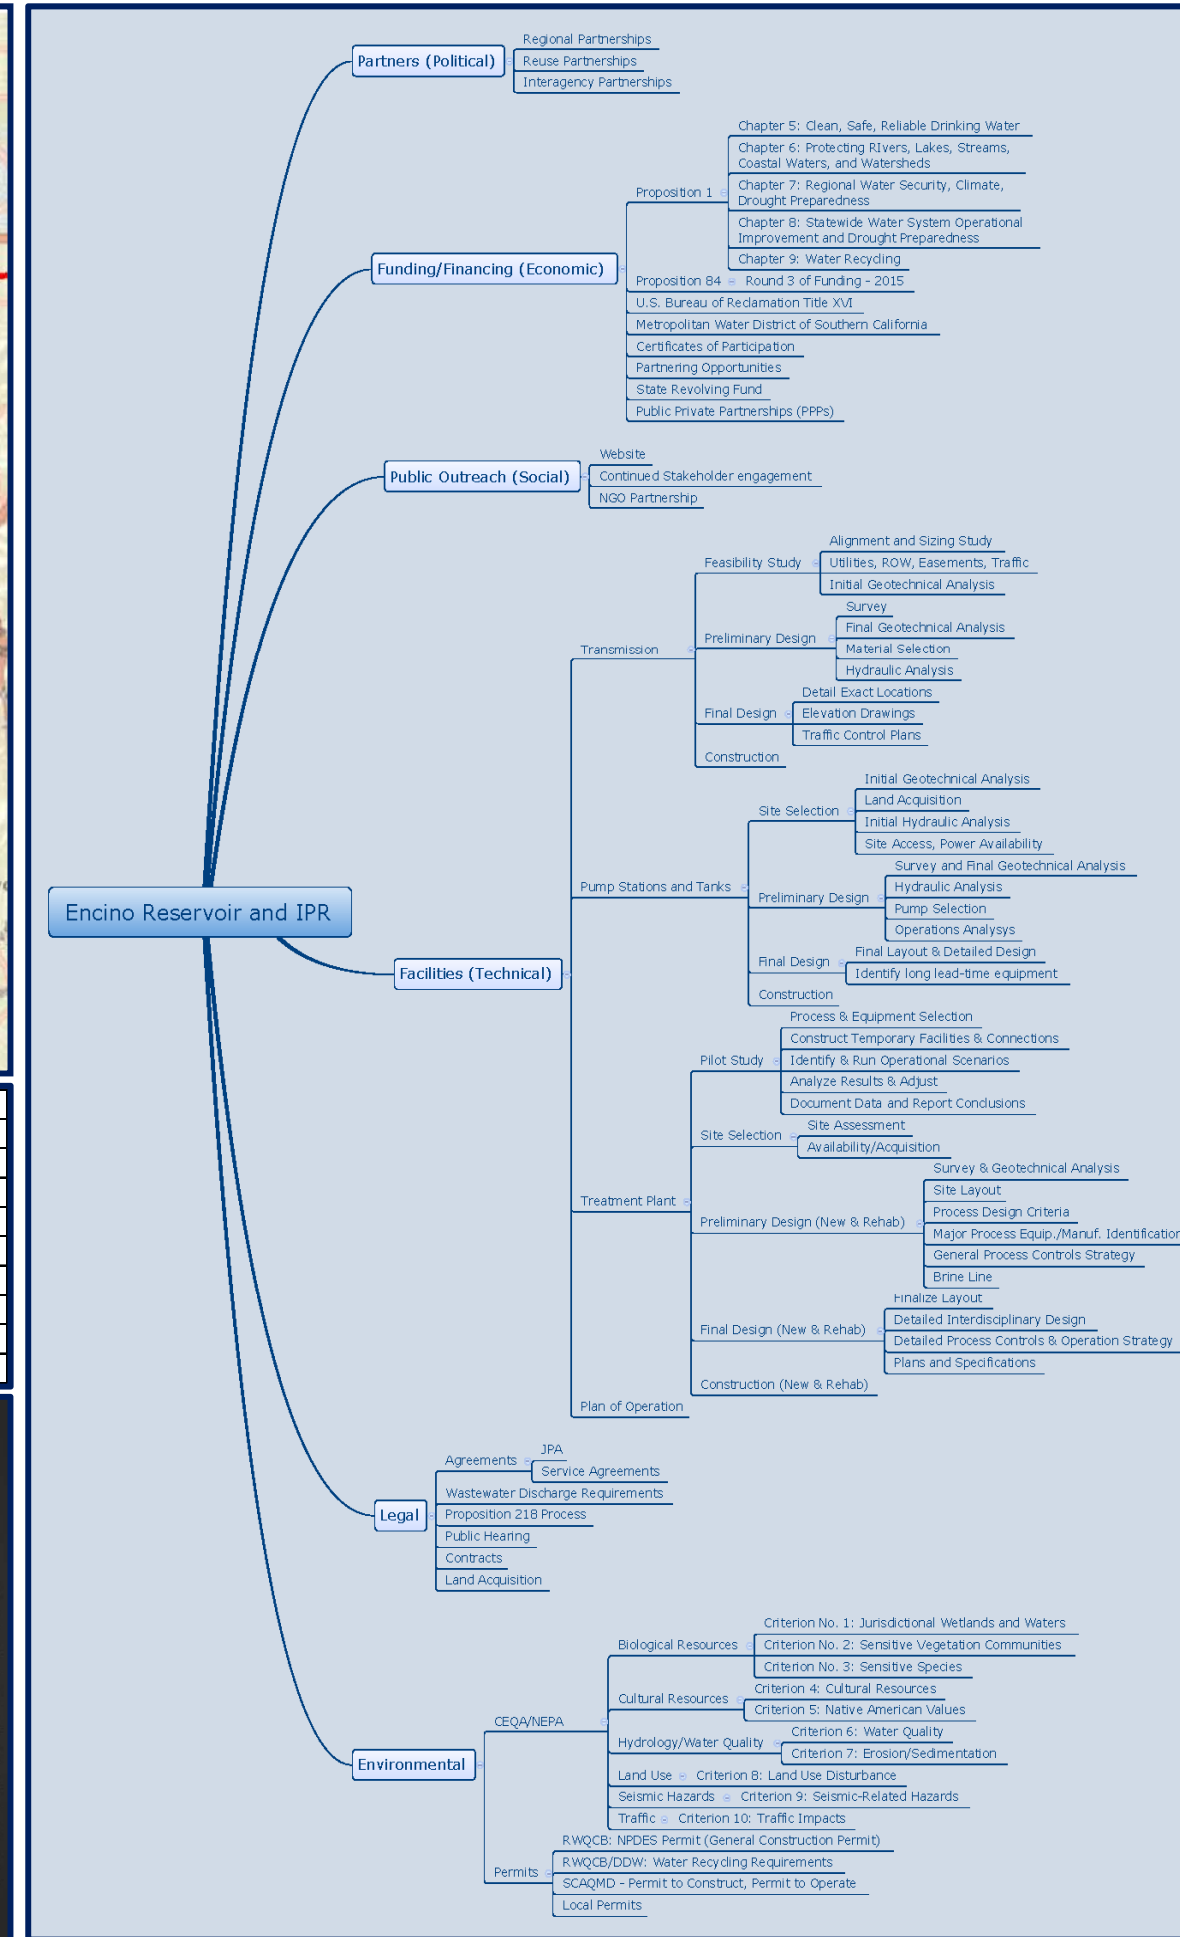 Encino Reservoir and IPR
Partners (Political)
Regional Partnerships
Reuse Partnerships
Interagency Partnerships
Funding/Financing (Economic)
Proposition 1
Chapter 5: Clean, Safe, Reliable Drinking Water
Chapter 6: Protecting RIvers, Lakes, Streams,
Coastal Waters, and Watersheds
Chapter 7: Regional Water Security, Climate,
Drought Preparedness
Chapter 8: Statewide Water System Operational
Improvement and Drought Preparedness
Chapter 9: Water Recycling
Proposition 84
Round 3 of Funding - 2015
U.S. Bureau of Reclamation Title XVI
Metropolitan Water District of Southern California
Certificates of Participation
Partnering Opportunities
State Revolving Fund
Public Private Partnerships (PPPs)
Public Outreach (Social)
Website
Continued Stakeholder engagement
NGO Partnership
Facilities (Technical)
Transmission
Feasibility Study
Alignment and Sizing Study
Utilities, ROW, Easements, Traffic
Initial Geotechnical Analysis
Preliminary Design
Survey
Final Geotechnical Analysis
Material Selection
Hydraulic Analysis
Final Design
Detail Exact Locations
Elevation Drawings
Traffic Control Plans
Construction
Pump Stations and Tanks
Site Selection
Initial Geotechnical Analysis
Land Acquisition
Initial Hydraulic Analysis
Site Access, Power Availability
Preliminary Design
Survey and Final Geotechnical Analysis
Hydraulic Analysis
Pump Selection
Operations Analysys
Final Design
Final Layout & Detailed Design
Identify long lead-time equipment
Construction
Treatment Plant
Pilot Study
Process & Equipment Selection
Construct Temporary Facilities & Connections
Identify & Run Operational Scenarios
Analyze Results & Adjust
Document Data and Report Conclusions
Site Selection
Site Assessment
Availability/Acquisition
Preliminary Design (New & Rehab)
Survey & Geotechnical Analysis
Site Layout
Process Design Criteria
Major Process Equip./Manuf. Identification
General Process Controls Strategy
Brine Line
Final Design (New & Rehab)
Finalize Layout
Detailed Interdisciplinary Design
Detailed Process Controls & Operation Strategy
Plans and Specifications
Construction (New & Rehab)
Plan of Operation
Legal
Agreements
JPA
Service Agreements
Wastewater Discharge Requirements
Proposition 218 Process
Public Hearing
Contracts
Land Acquisition
Environmental
CEQA/NEPA
Biological Resources
Criterion No. 1: Jurisdictional Wetlands and Waters
Criterion No. 2: Sensitive Vegetation Communities
Criterion No. 3: Sensitive Species
Cultural Resources
Criterion 4: Cultural Resources
Criterion 5: Native American Values
Hydrology/Water Quality
Criterion 6: Water Quality
Criterion 7: Erosion/Sedimentation
Land Use
Criterion 8: Land Use Disturbance
Seismic Hazards
Criterion 9: Seismic-Related Hazards
Traffic
Criterion 10: Traffic Impacts
Permits
RWQCB: NPDES Permit (General Construction Permit)
RWQCB/DDW: Water Recycling Requirements
SCAQMD - Permit to Construct, Permit to Operate
Local Permits